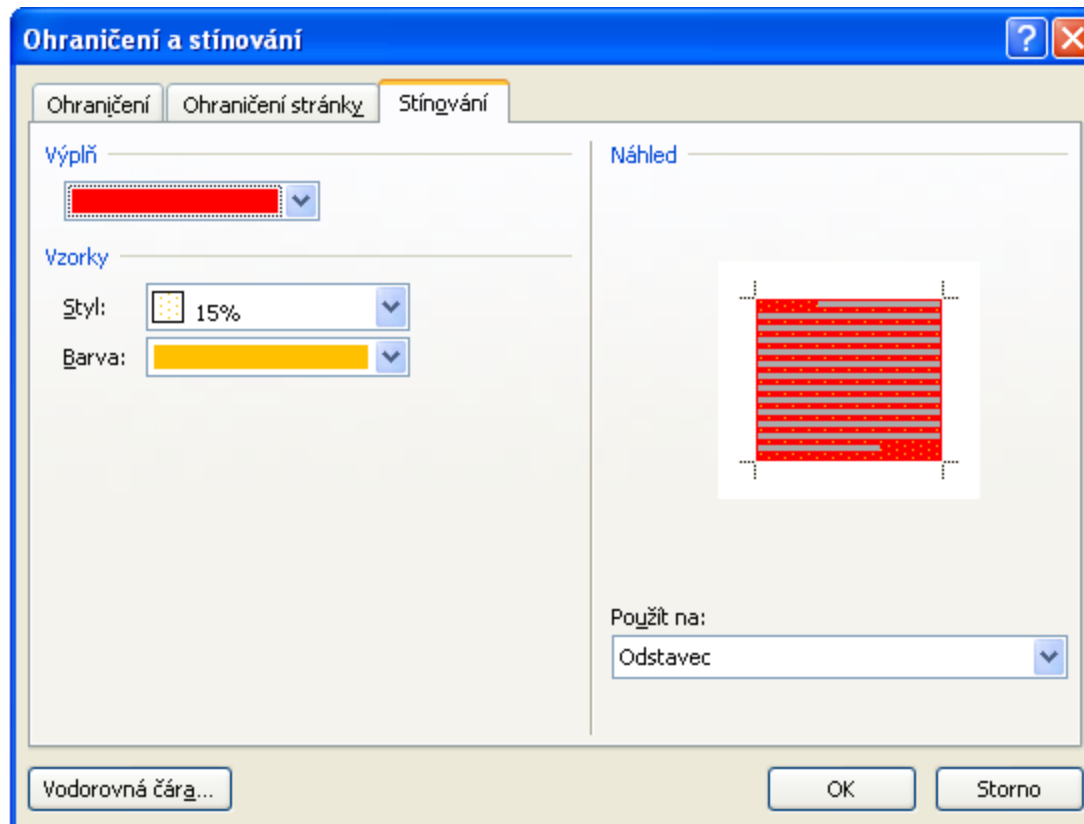 Ohraničení a stínování
Ohraničení Ohraničení stránky Stínování
Výplň
Vzorky
Styl: 15%
Barva:
Náhled
Použít na:
Odstavec
Vodorovná čára... OK Storno